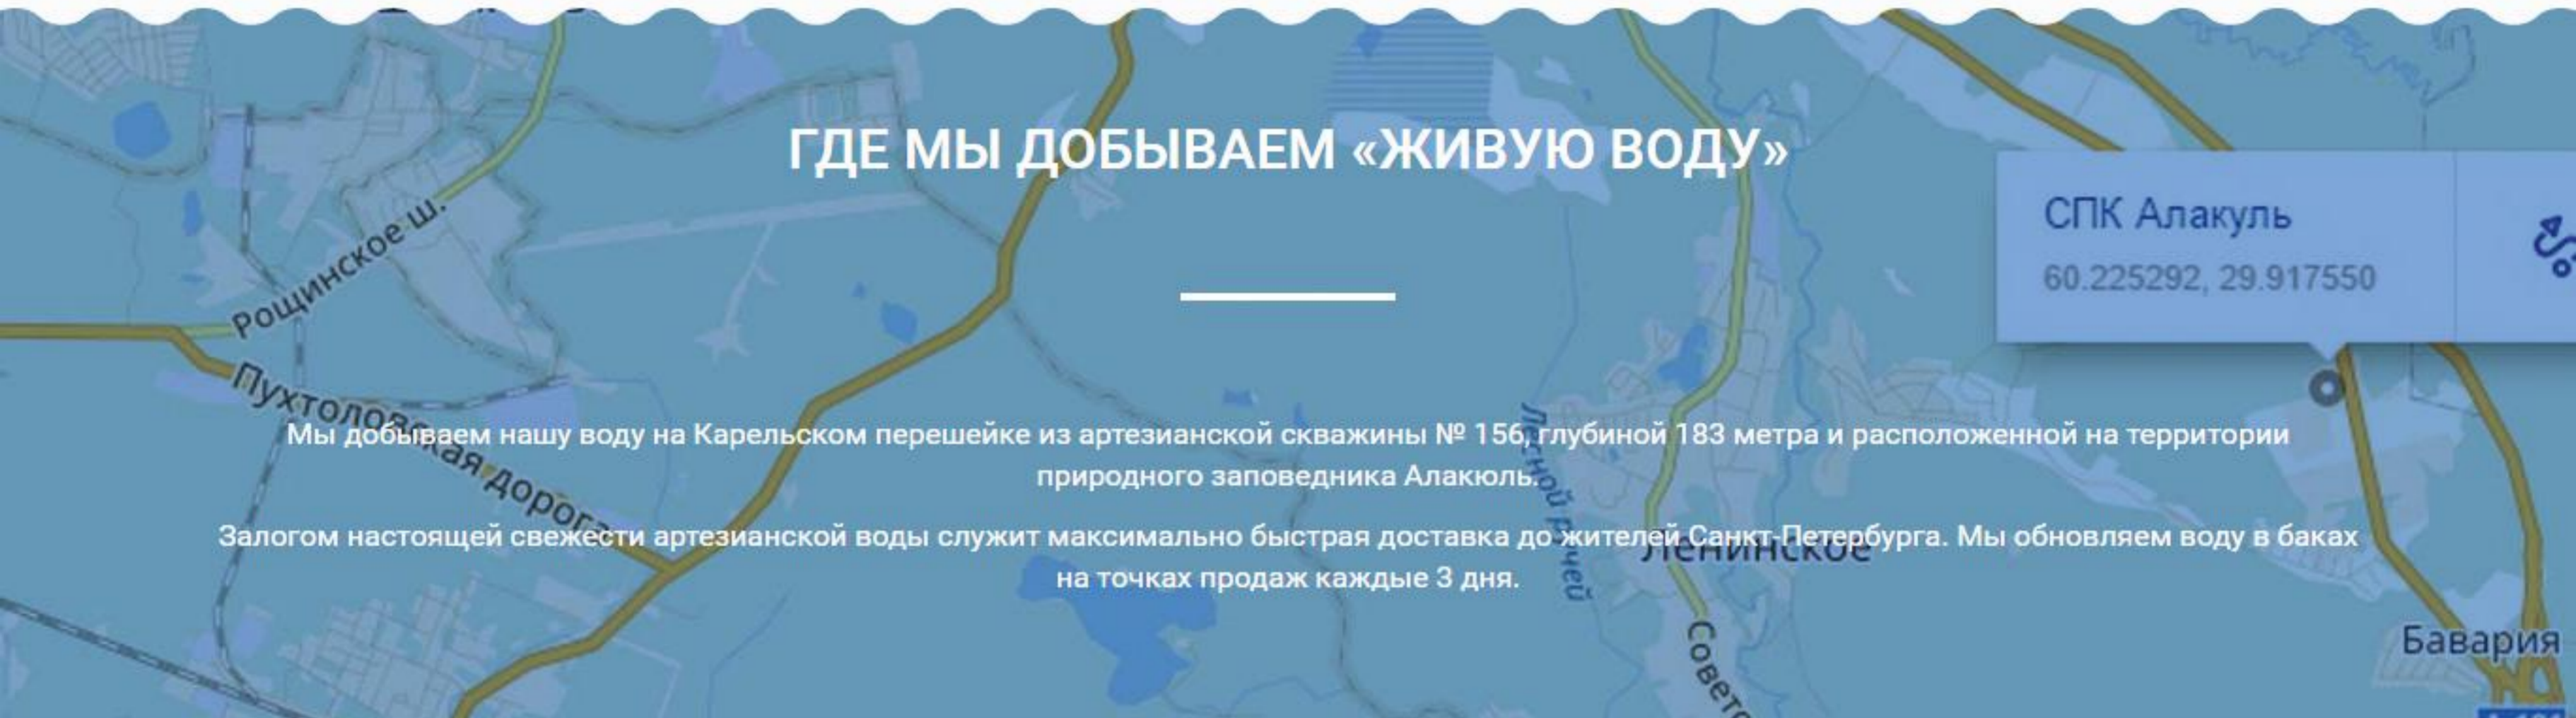 ГДЕ МЫ ДОБЫВАЕМ «ЖИВУЮ ВОДУ»
Рощинское ш.
СПК Алакуль
60.225292, 29.917550
Пухтоловская дорога
Мы добываем нашу воду на Карельском перешейке из артезианской скважины № 156, глубиной 183 метра и расположенной на территории
природного заповедника Алакюль.
Лесной ручей
Залогом настоящей свежести артезианской воды служит максимально быстрая доставка до жителей Санкт-Петербурга. Мы обновляем воду в баках
на точках продаж каждые 3 дня.
Ленинское
Бавария
Советс